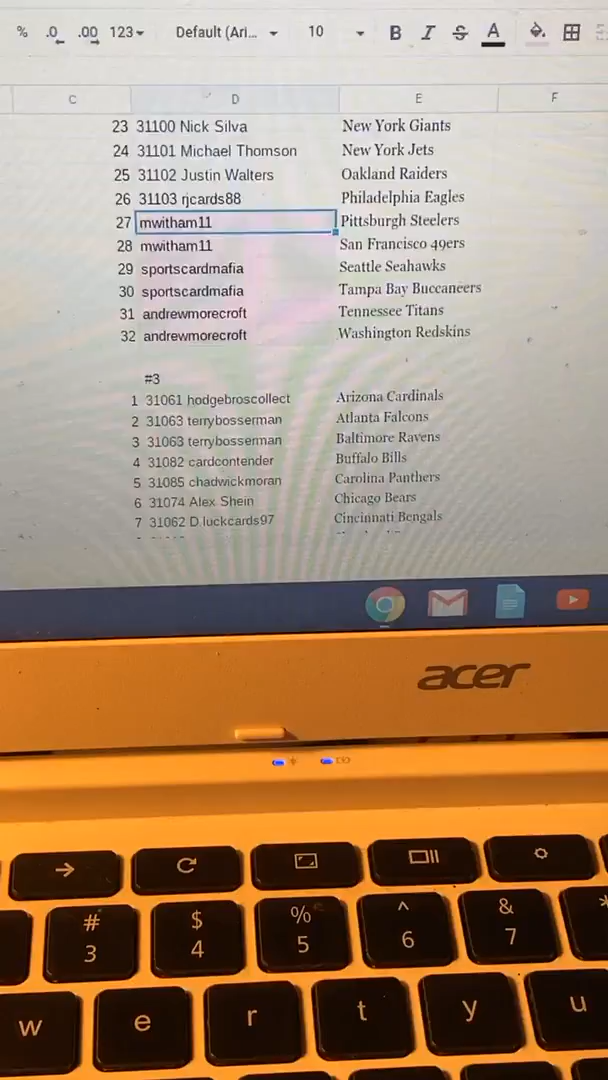 % .0 .00 123 Default (Ari... 10 B I S A
C D E F
23 31100 Nick Silva New York Giants
24 31101 Michael Thomson New York Jets
25 31102 Justin Walters Oakland Raiders
26 31103 rjcards88 Philadelphia Eagles
27 mwitham11 Pittsburgh Steelers
28 mwitham11 San Francisco 49ers
29 sportscardmafia Seattle Seahawks
30 sportscardmafia Tampa Bay Buccaneers
31 andrewmorecroft Tennessee Titans
32 andrewmorecroft Washington Redskins
#3
1 31061 hodgebroscollect Arizona Cardinals
2 31063 terrybosserman Atlanta Falcons
3 31063 terrybosserman Baltimore Ravens
4 31082 cardcontender Buffalo Bills
5 31085 chadwickmoran Carolina Panthers
6 31074 Alex Shein Chicago Bears
7 31062 D.luckcards97 Cincinnati Bengals
acer
# $ % ^ &
3 4 5 6 7
w e r t y u